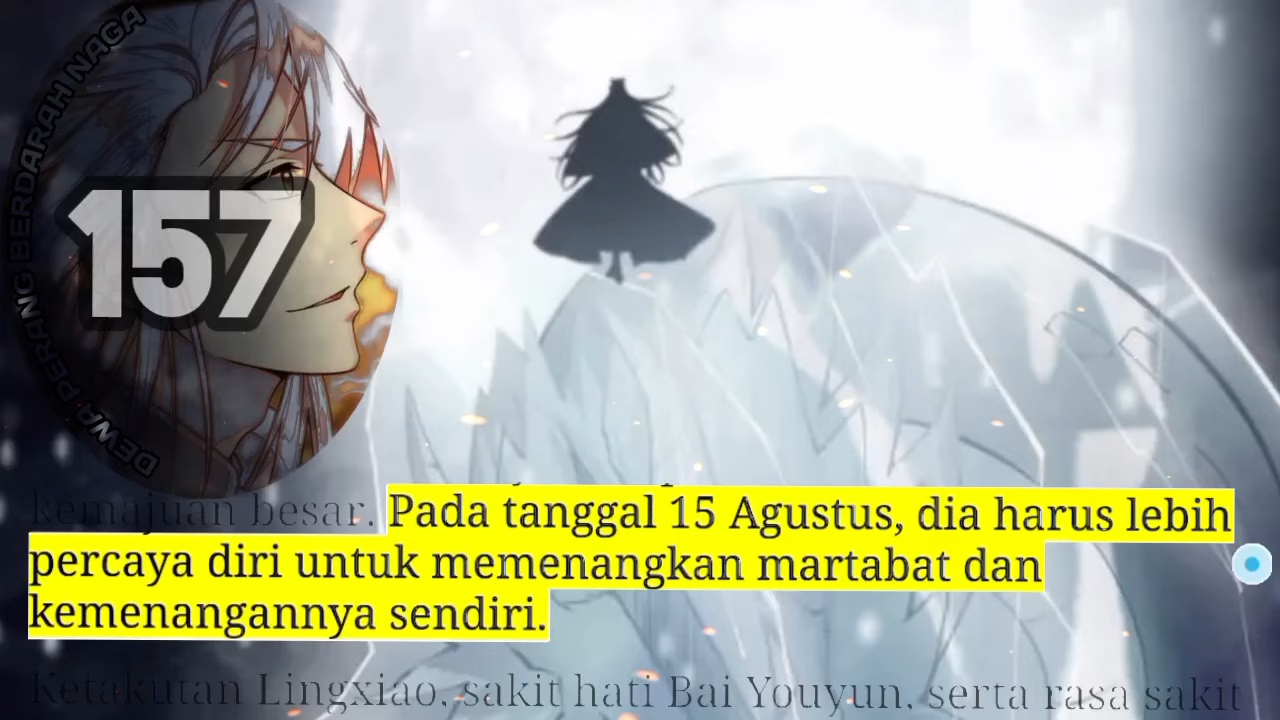 DEWA PERANG BERDARAH NAGA
157
kemajuan besar. Pada tanggal 15 Agustus, dia harus lebih
percaya diri untuk memenangkan martabat dan
kemenangannya sendiri.
Ketakutan Lingxiao, sakit hati Bai Youyun, serta rasa sakit